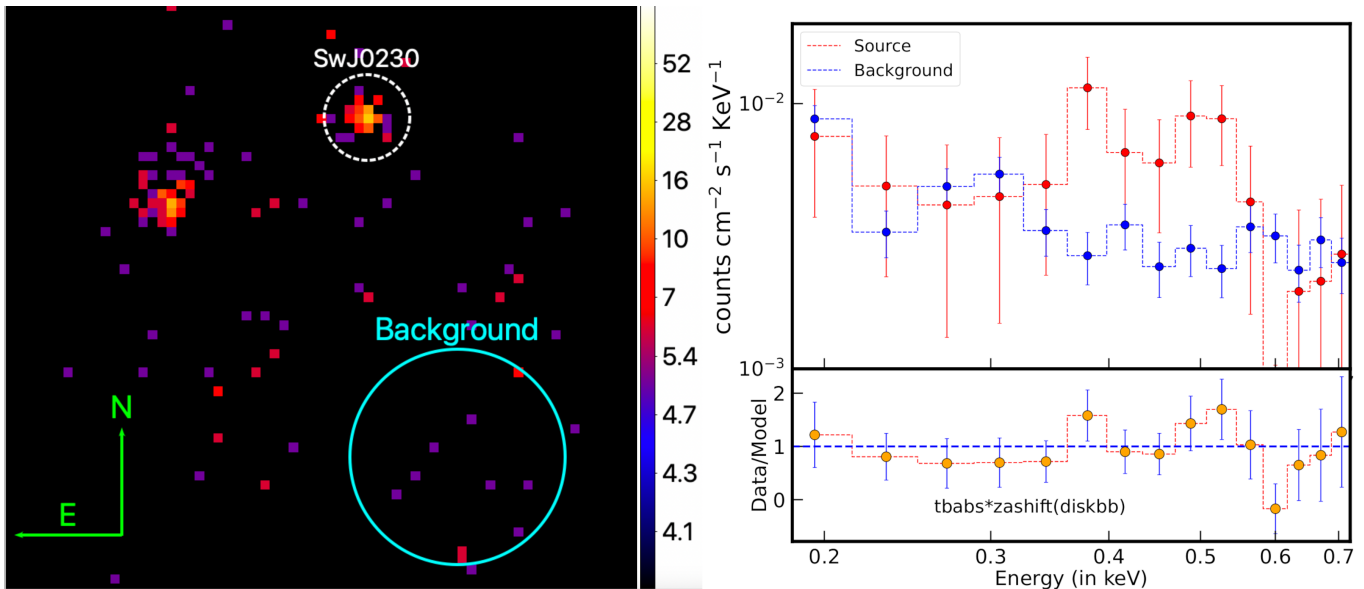 SwJ0230
Background
N
E
52
28
16
10
7
5.4
4.7
4.3
4.1
Source
Background
counts cm⁻² s⁻¹ KeV⁻¹
10⁻²
10⁻³
Data/Model
2
1
0
tbabs*zashift(diskbb)
0.2 0.3 0.4 0.5 0.6 0.7
Energy (in keV)